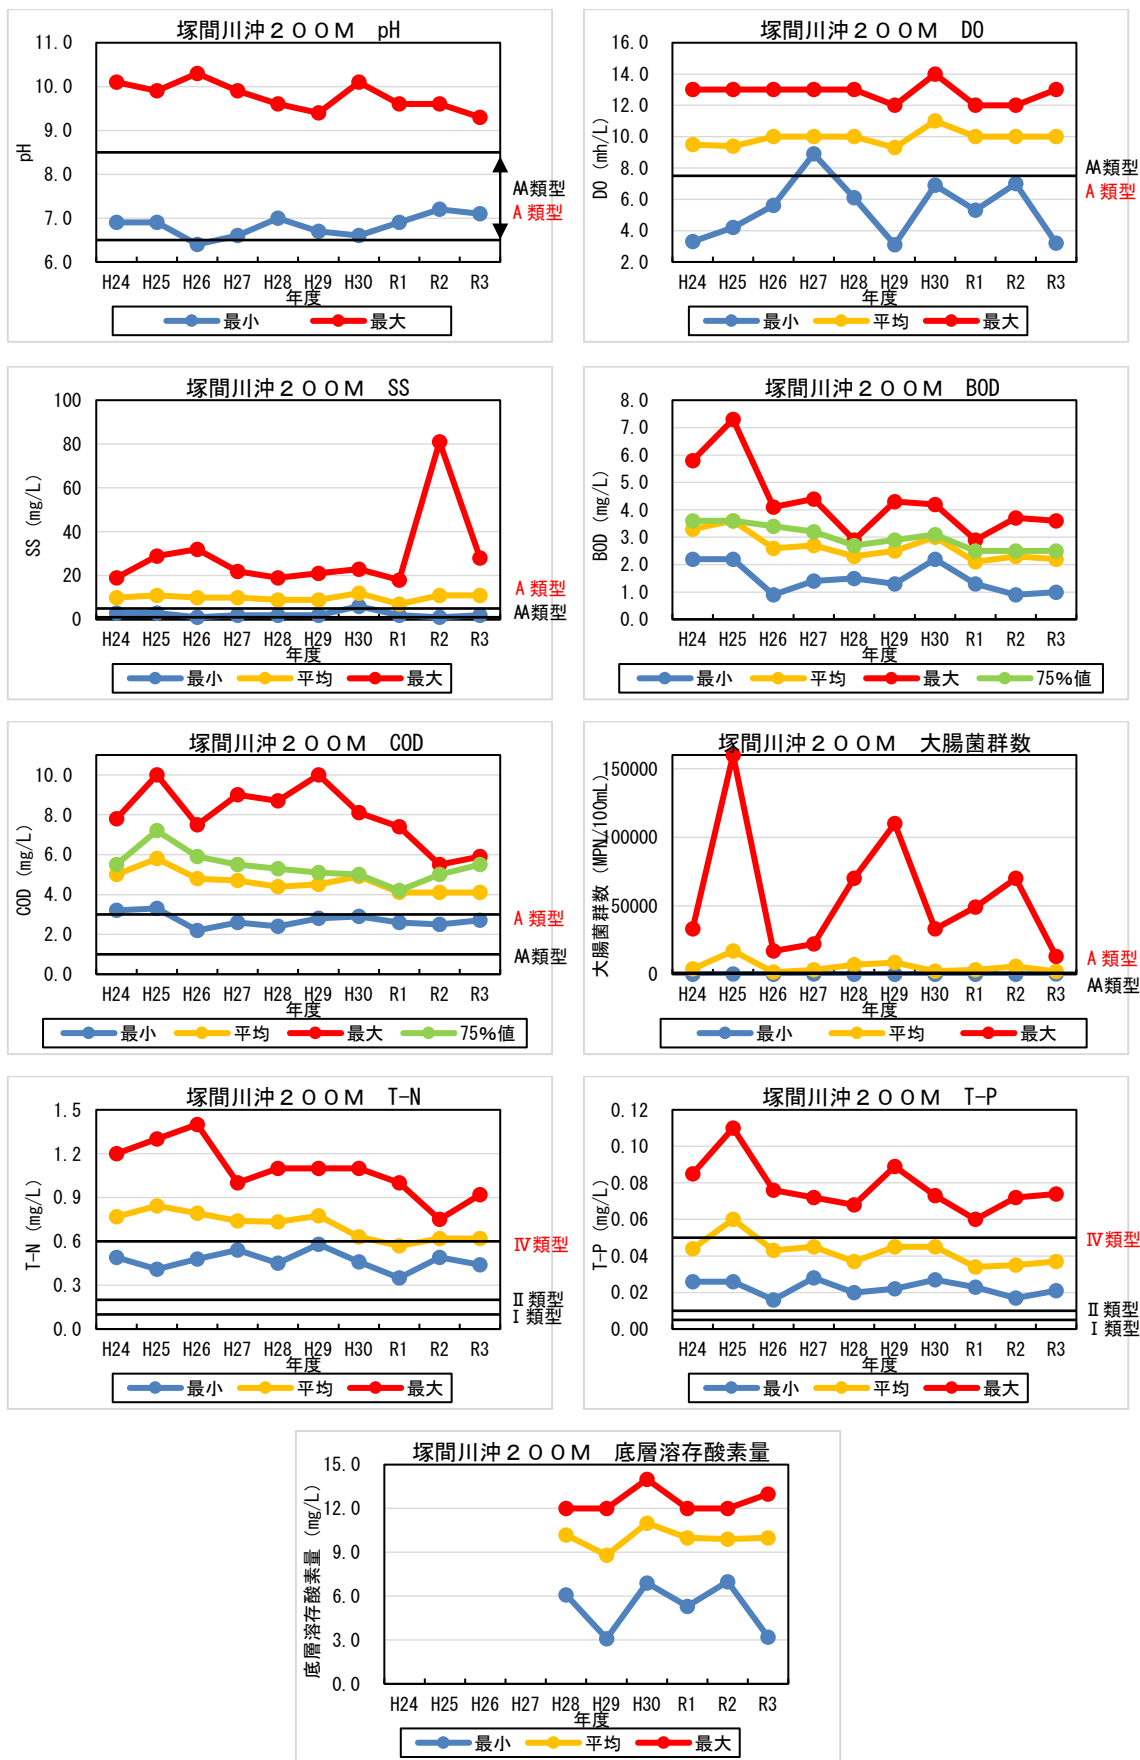 塚間川沖２００Ｍ　pH
11.0
10.0
9.0
8.0
7.0
6.0
pH
AA類型
A 類型
H24 H25 H26 H27 H28 H29 H30 R1 R2 R3
年度
最小 最大
塚間川沖２００Ｍ　DO
16.0
14.0
12.0
10.0
8.0
6.0
4.0
2.0
DO (mh/L)
AA類型
A 類型
H24 H25 H26 H27 H28 H29 H30 R1 R2 R3
年度
最小 平均 最大
塚間川沖２００Ｍ　SS
100
80
60
40
20
0
SS (mg/L)
A 類型
AA類型
H24 H25 H26 H27 H28 H29 H30 R1 R2 R3
年度
最小 平均 最大
塚間川沖２００Ｍ　BOD
8.0
7.0
6.0
5.0
4.0
3.0
2.0
1.0
0.0
BOD (mg/L)
H24 H25 H26 H27 H28 H29 H30 R1 R2 R3
年度
最小 平均 最大 75%値
塚間川沖２００Ｍ　COD
10.0
8.0
6.0
4.0
2.0
0.0
COD (mg/L)
A 類型
AA類型
H24 H25 H26 H27 H28 H29 H30 R1 R2 R3
年度
最小 平均 最大 75%値
塚間川沖２００Ｍ　大腸菌群数
150000
100000
50000
0
大腸菌群数 (MPN/100mL)
A 類型
AA類型
H24 H25 H26 H27 H28 H29 H30 R1 R2 R3
年度
最小 平均 最大
塚間川沖２００Ｍ　T-N
1.5
1.2
0.9
0.6
0.3
0.0
T-N (mg/L)
Ⅳ類型
Ⅱ類型
Ⅰ類型
H24 H25 H26 H27 H28 H29 H30 R1 R2 R3
年度
最小 平均 最大
塚間川沖２００Ｍ　T-P
0.12
0.10
0.08
0.06
0.04
0.02
0.00
T-P (mg/L)
Ⅳ類型
Ⅱ類型
Ⅰ類型
H24 H25 H26 H27 H28 H29 H30 R1 R2 R3
年度
最小 平均 最大
塚間川沖２００Ｍ　底層溶存酸素量
15.0
12.0
9.0
6.0
3.0
0.0
底層溶存酸素量 (mg/L)
H24 H25 H26 H27 H28 H29 H30 R1 R2 R3
年度
最小 平均 最大